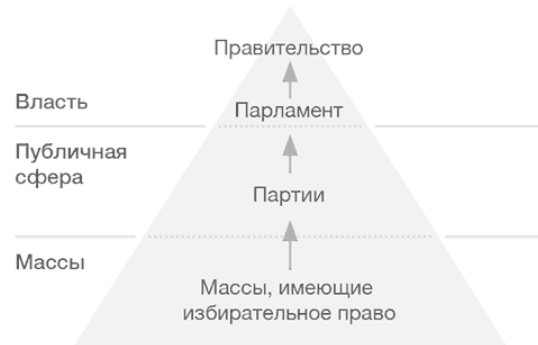 Правительство
Власть
Парламент
Публичная
сфера
Партии
Массы
Массы, имеющие
избирательное право